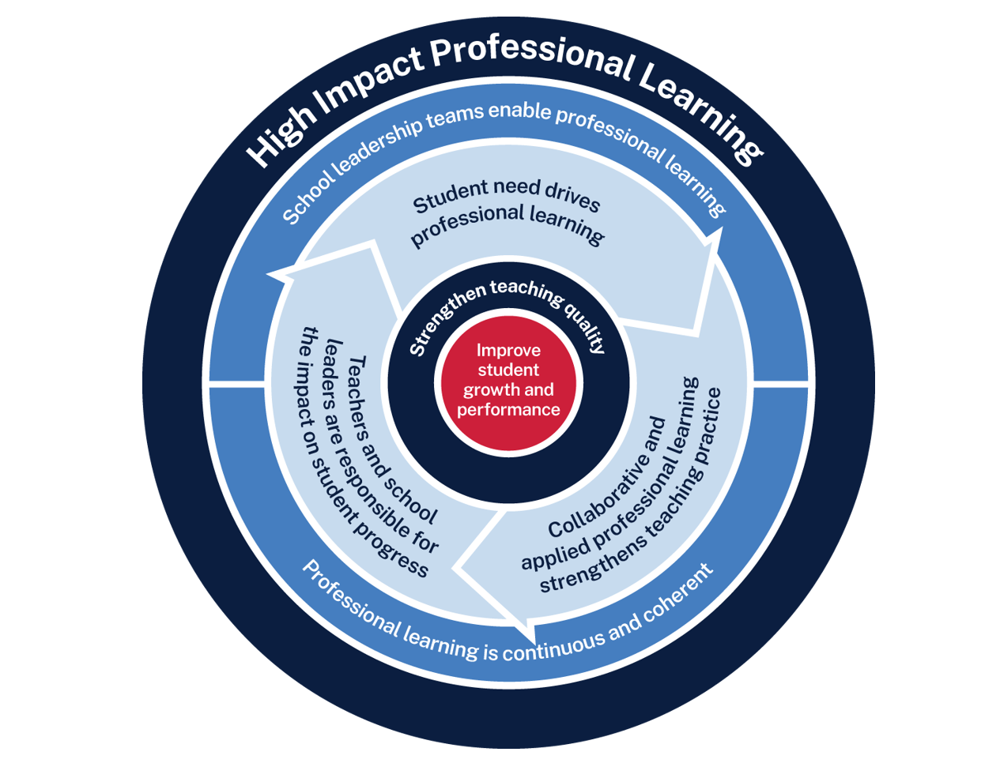 High Impact Professional Learning
School leadership teams enable professional learning
Student need drives
professional learning
Strengthen teaching quality
Improve
student
growth and
performance
Collaborative and
applied professional learning
strengthens teaching practice
Teachers and school
leaders are responsible for
the impact on student progress
Professional learning is continuous and coherent